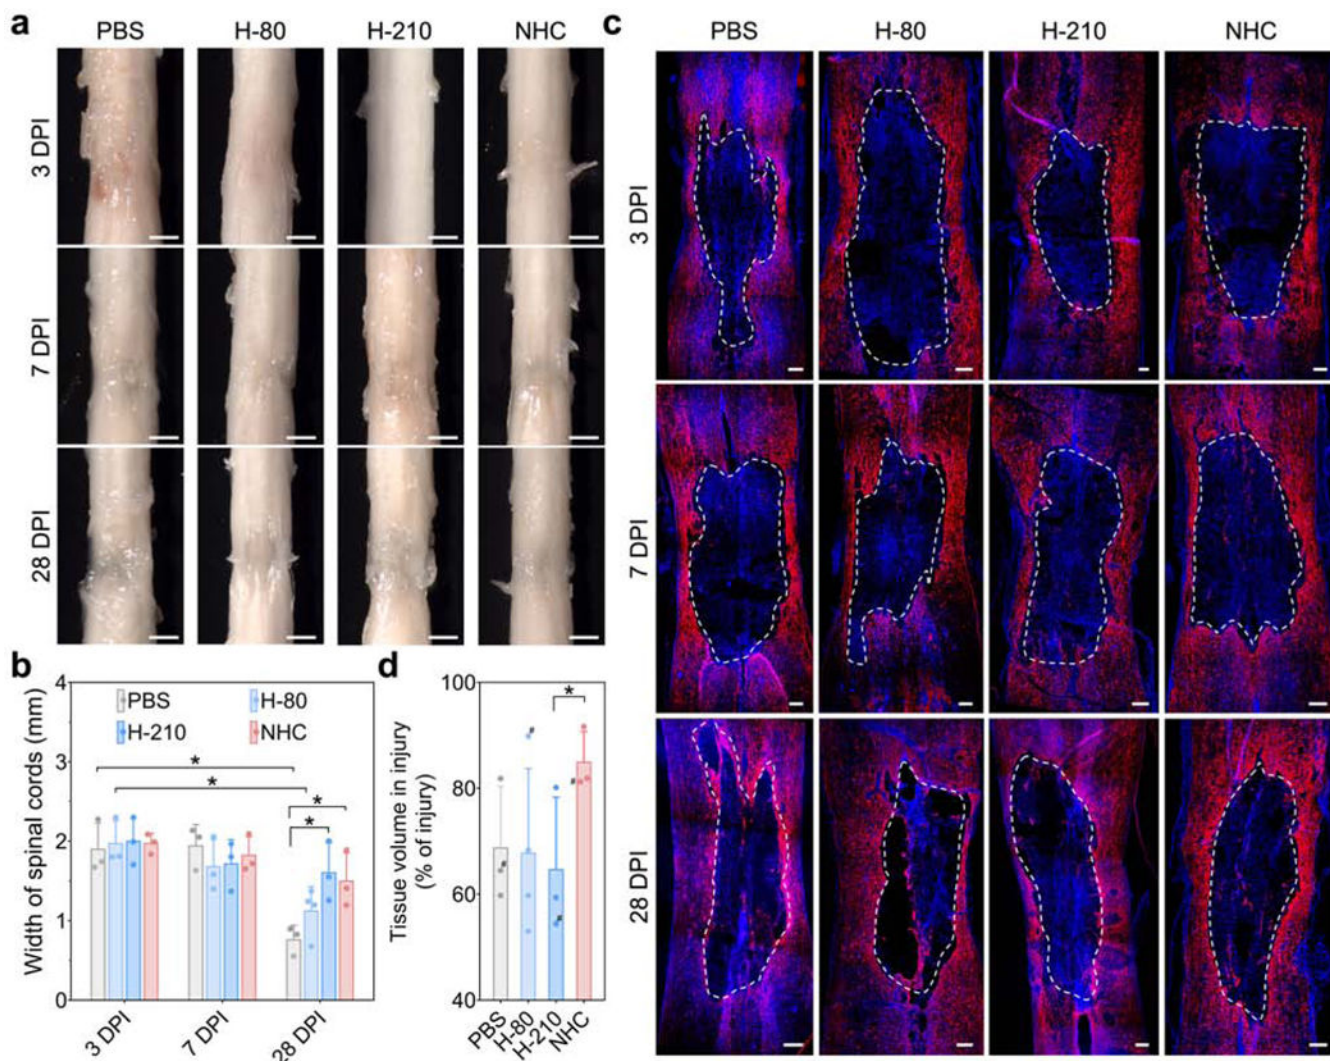 a
PBS H-80 H-210 NHC
3 DPI
7 DPI
28 DPI
b
Width of spinal cords (mm)
4
3
2
1
0
PBS H-80
H-210 NHC
* * * *
3 DPI 7 DPI 28 DPI
d
Tissue volume in injury
(% of injury)
100
80
60
40
*
# # # #
PBS H-80 H-210 NHC
c
PBS H-80 H-210 NHC
3 DPI
7 DPI
28 DPI